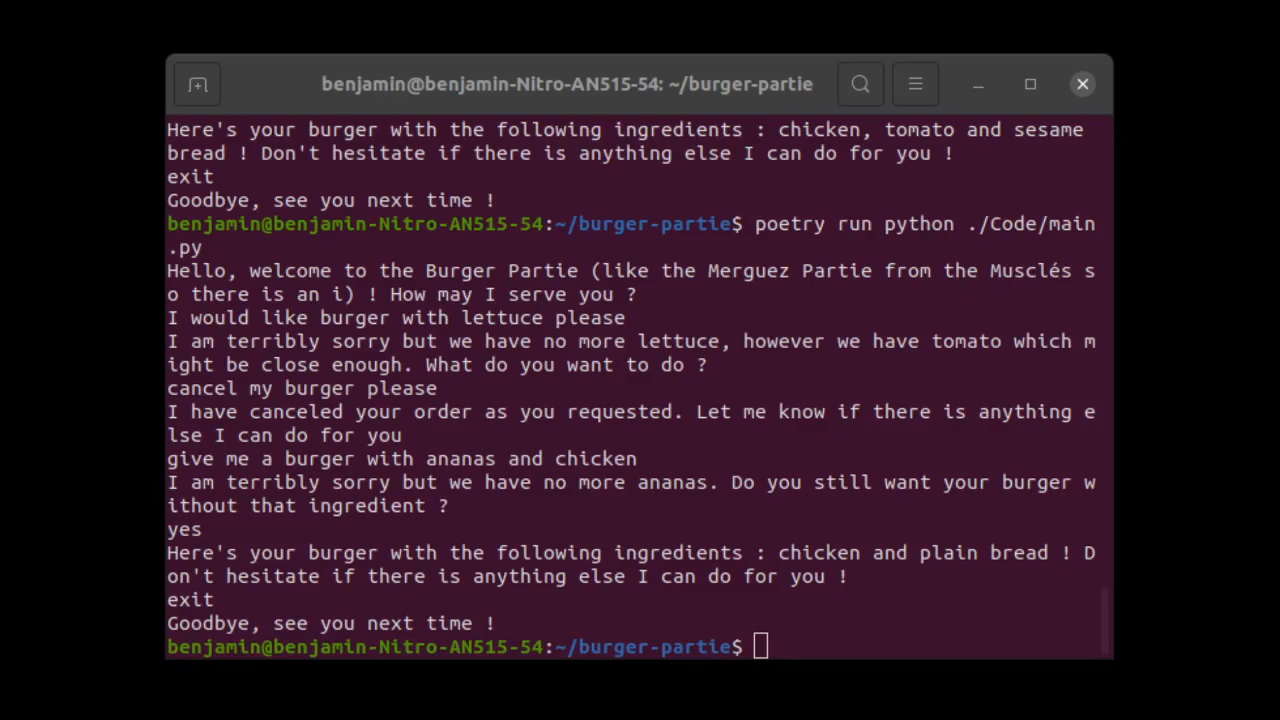 benjamin@benjamin-Nitro-AN515-54: ~/burger-partie
Here's your burger with the following ingredients : chicken, tomato and sesame
bread ! Don't hesitate if there is anything else I can do for you !
exit
Goodbye, see you next time !
benjamin@benjamin-Nitro-AN515-54:~/burger-partie$ poetry run python ./Code/main
.py
Hello, welcome to the Burger Partie (like the Merguez Partie from the Musclés s
o there is an i) ! How may I serve you ?
I would like burger with lettuce please
I am terribly sorry but we have no more lettuce, however we have tomato which m
ight be close enough. What do you want to do ?
cancel my burger please
I have canceled your order as you requested. Let me know if there is anything e
lse I can do for you
give me a burger with ananas and chicken
I am terribly sorry but we have no more ananas. Do you still want your burger w
ithout that ingredient ?
yes
Here's your burger with the following ingredients : chicken and plain bread ! D
on't hesitate if there is anything else I can do for you !
exit
Goodbye, see you next time !
benjamin@benjamin-Nitro-AN515-54:~/burger-partie$